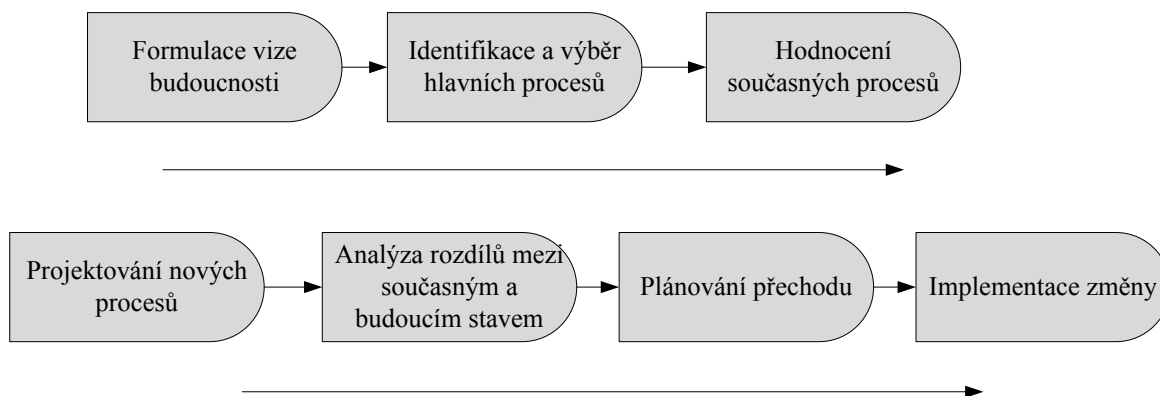 Formulace vize
budoucnosti
Identifikace a výběr
hlavních procesů
Hodnocení
současných procesů
Projektování nových
procesů
Analýza rozdílů mezi
současným a
budoucím stavem
Plánování přechodu
Implementace změny